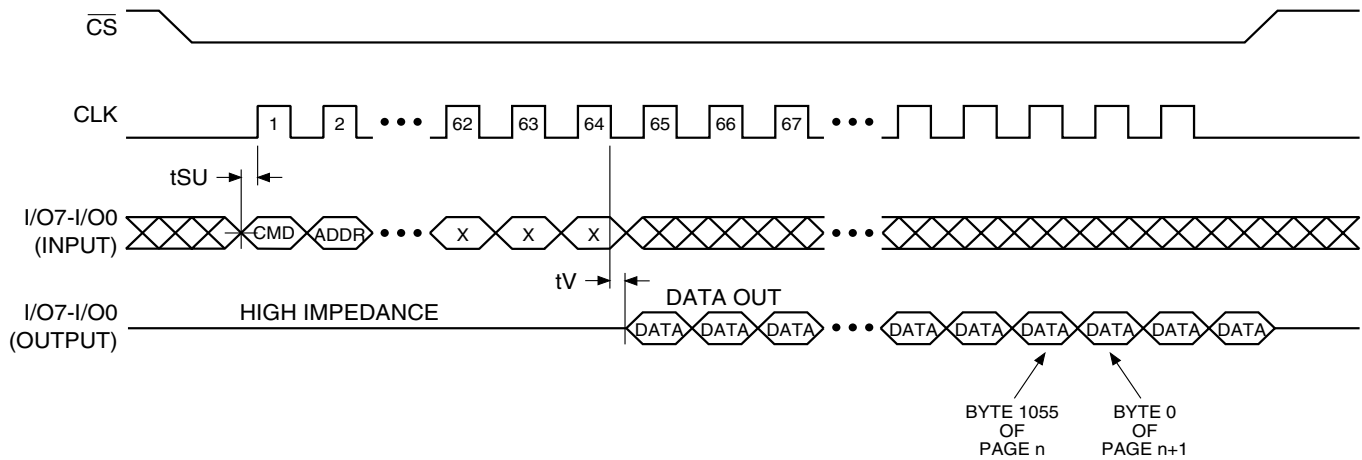 CS
CLK
1 2 ••• 62 63 64 65 66 67 •••
tSU
I/O7-I/O0
(INPUT)
CMD ADDR ••• X X X •••
tV
I/O7-I/O0
(OUTPUT)
HIGH IMPEDANCE
DATA OUT
DATA DATA DATA ••• DATA DATA DATA DATA DATA DATA
BYTE 1055
OF
PAGE n
BYTE 0
OF
PAGE n+1